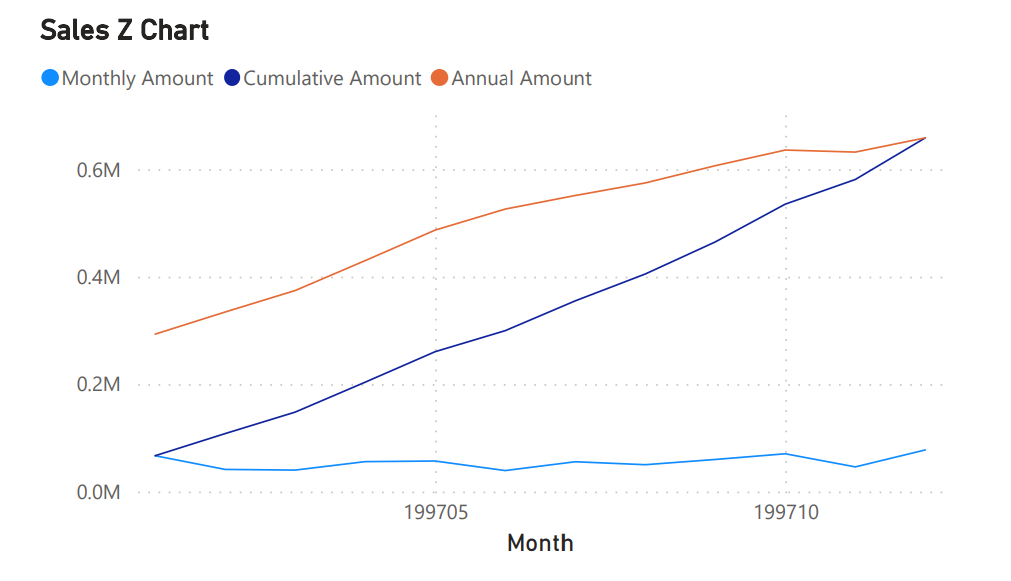 Sales Z Chart
Monthly Amount Cumulative Amount Annual Amount
0.6M
0.4M
0.2M
0.0M
199705 199710
Month